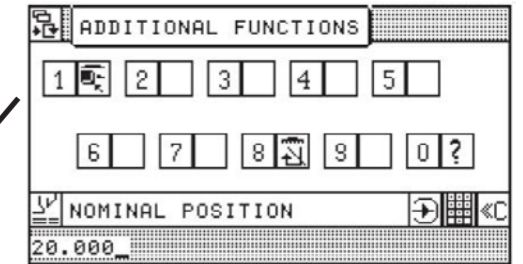 ADDITIONAL FUNCTIONS
1 2 3 4 5
6 7 8 9 0 ?
NOMINAL POSITION «C
20.000_